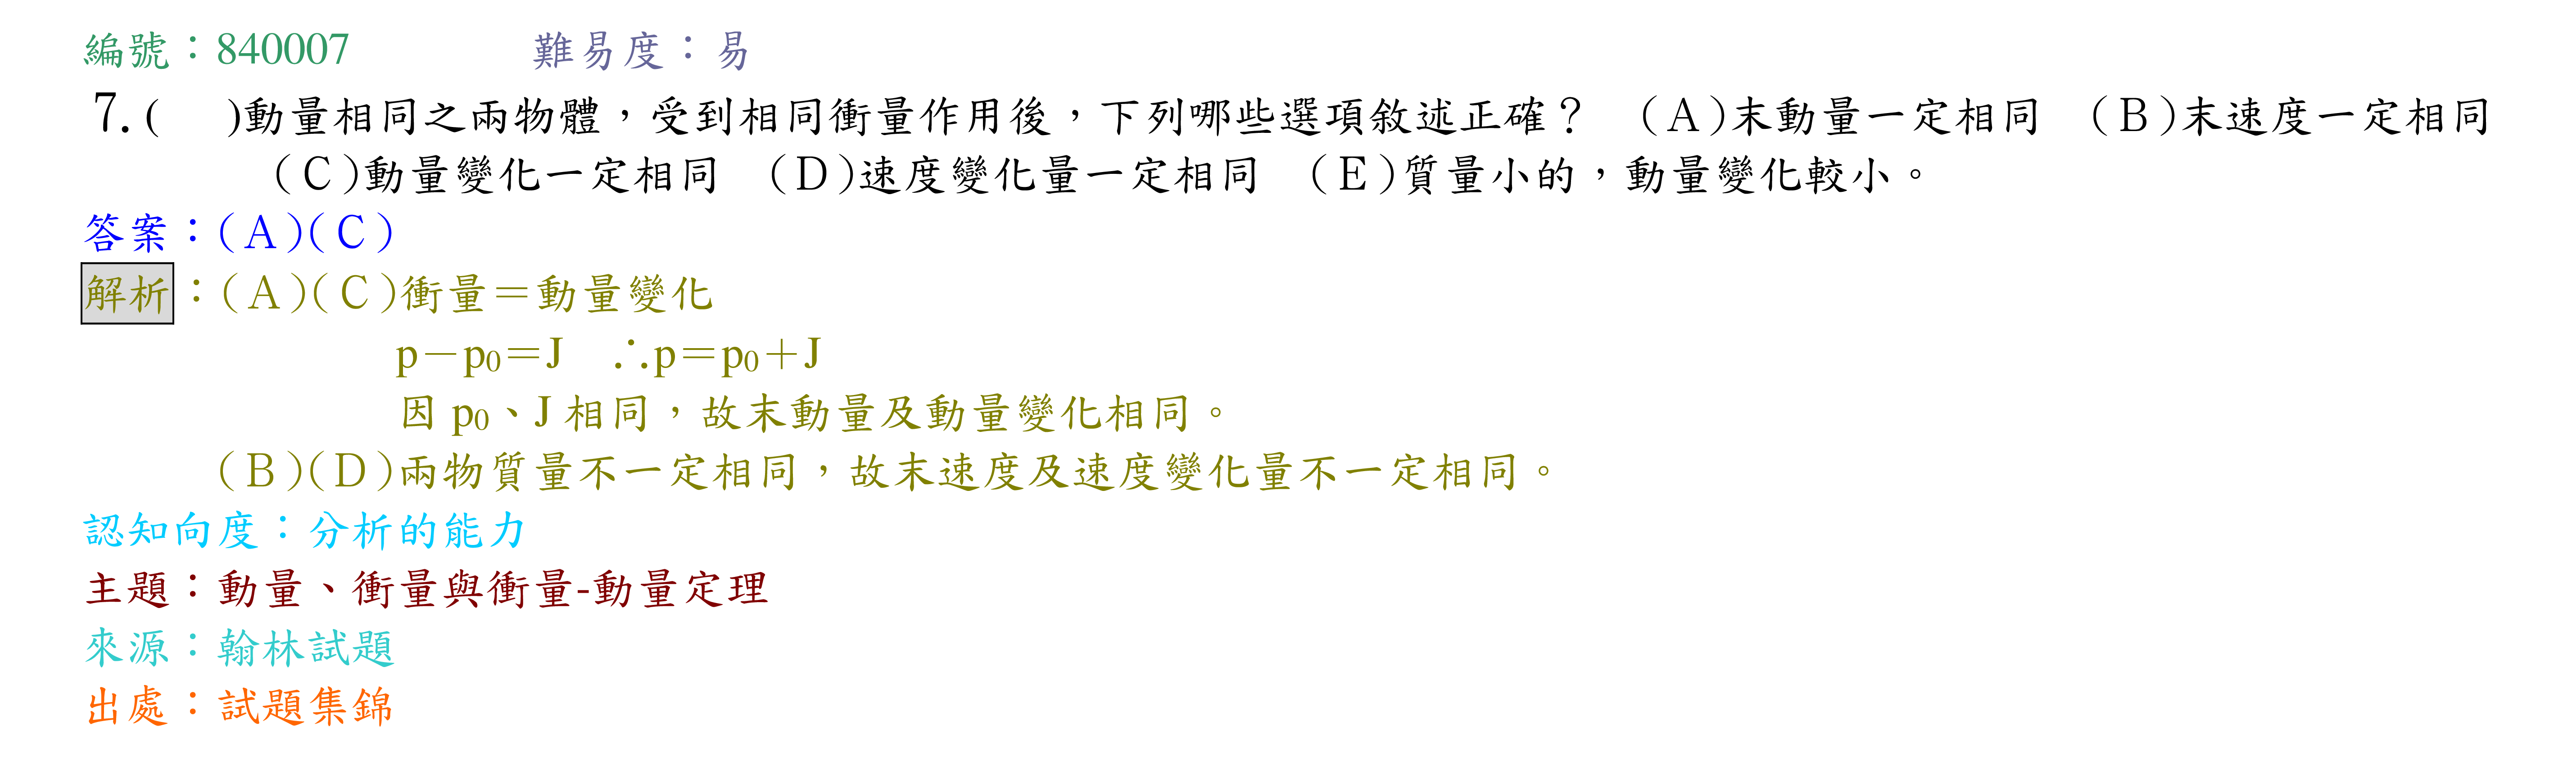 編號：840007　　難易度：易
7. (　)動量相同之兩物體，受到相同衝量作用後，下列哪些選項敘述正確？　(A)末動量一定相同　(B)末速度一定相同
(C)動量變化一定相同　(D)速度變化量一定相同　(E)質量小的，動量變化較小。
答案：(A)(C)
解析：(A)(C)衝量＝動量變化
p－p₀＝J　∴p＝p₀＋J
因 p₀、J 相同，故末動量及動量變化相同。
(B)(D)兩物質量不一定相同，故末速度及速度變化量不一定相同。
認知向度：分析的能力
主題：動量、衝量與衝量-動量定理
來源：翰林試題
出處：試題集錦